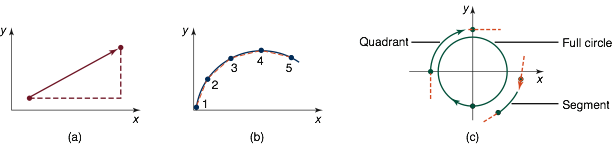 y
x
(a)
y
1
2
3
4
5
x
(b)
y
Quadrant
Full circle
x
Segment
(c)